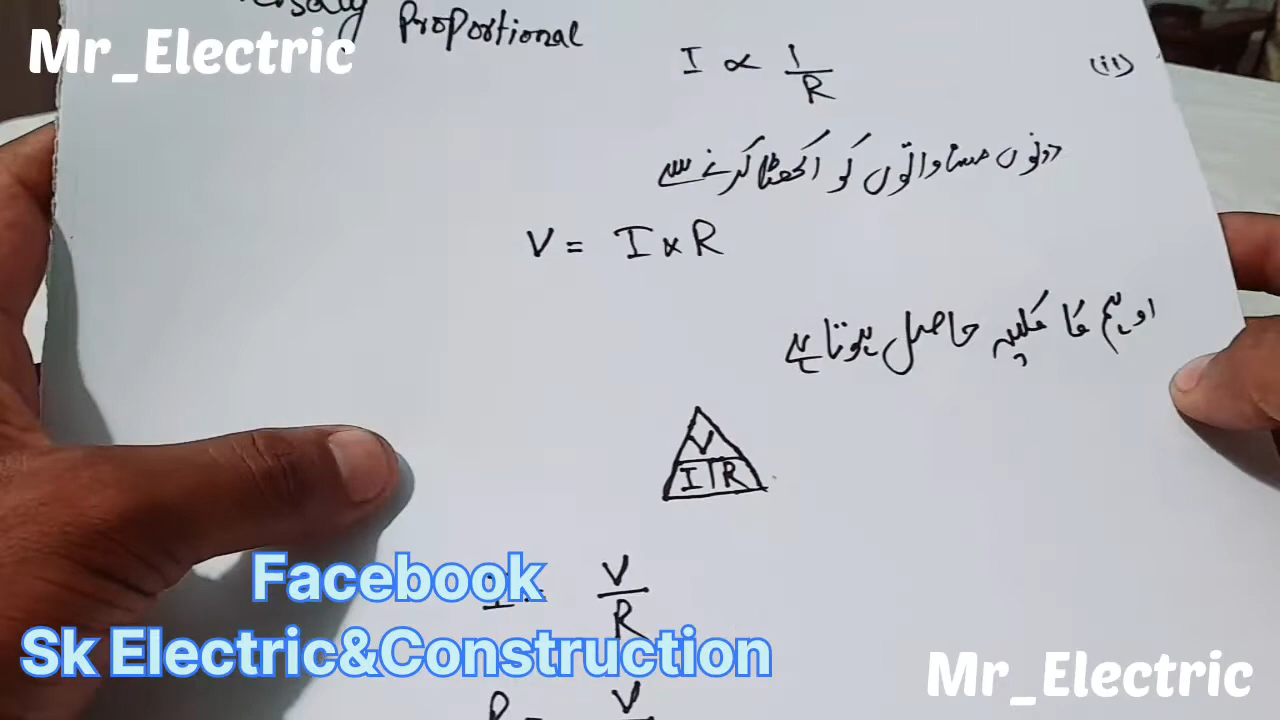 Mr_Electric
Proportional
I ∝ 1/R (ii)
دونوں مساواتوں کو اکھٹا کرنے سے
V = I × R
اوہم کا کلیہ حاصل ہوتا ہے
V
I R
V/R
Facebook
R = V
Sk Electric&Construction
Mr_Electric